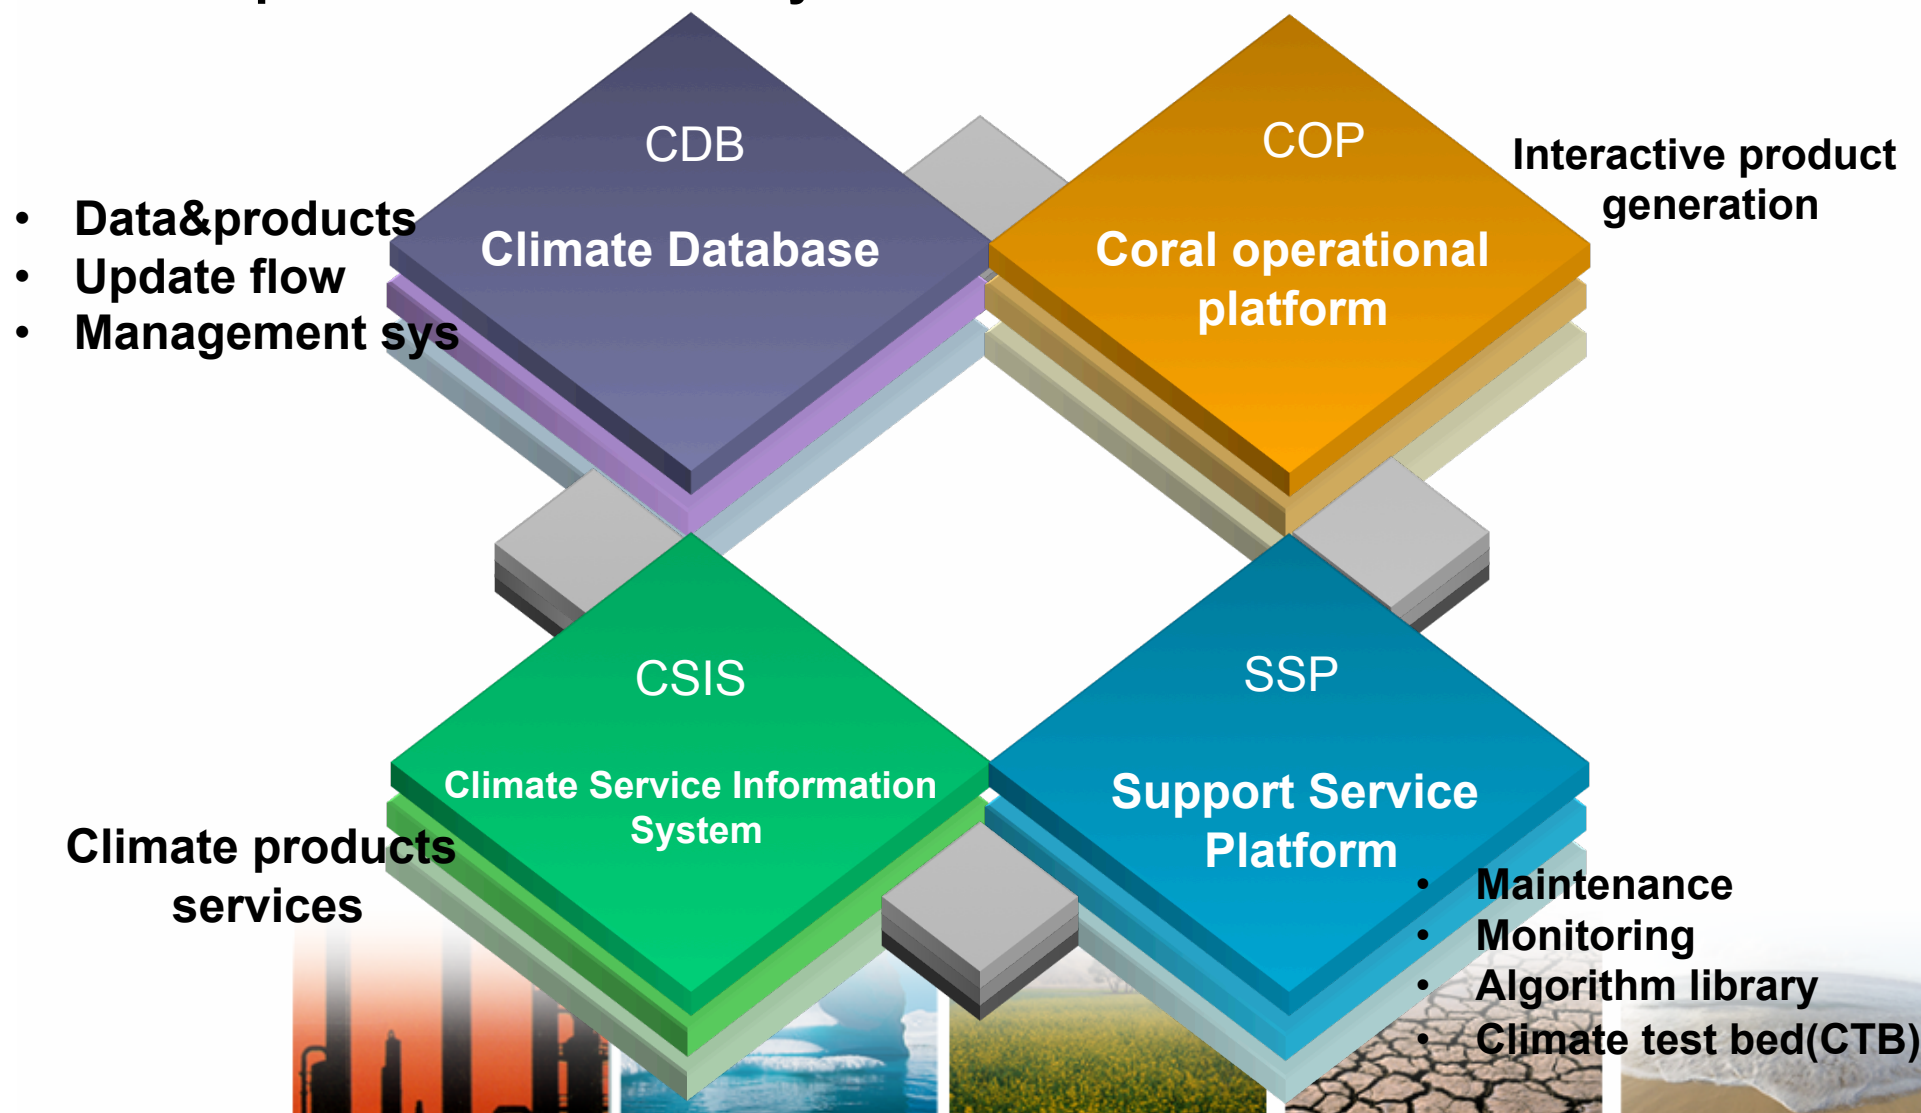 CDB
Climate Database
• Data&products
• Update flow
• Management sys
COP
Coral operational
platform
Interactive product
generation
CSIS
Climate Service Information
System
Climate products
services
SSP
Support Service
Platform
• Maintenance
• Monitoring
• Algorithm library
• Climate test bed(CTB)